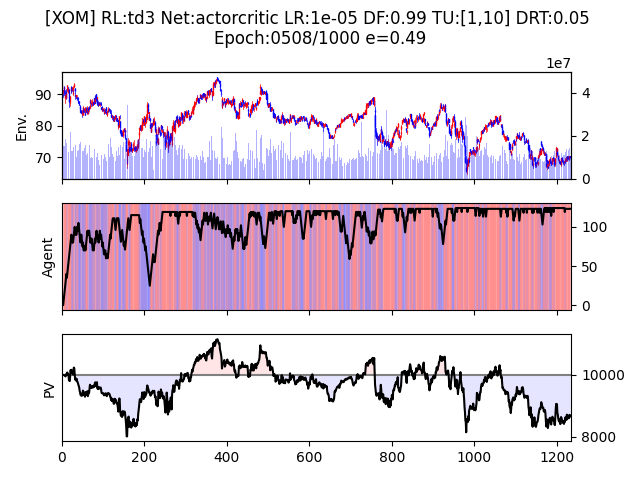 [XOM] RL:td3 Net:actorcritic LR:1e-05 DF:0.99 TU:[1,10] DRT:0.05
Epoch:0508/1000 e=0.49
1e7
90
80
70
Env.
4
2
0
Agent
100
50
0
PV
10000
8000
0 200 400 600 800 1000 1200